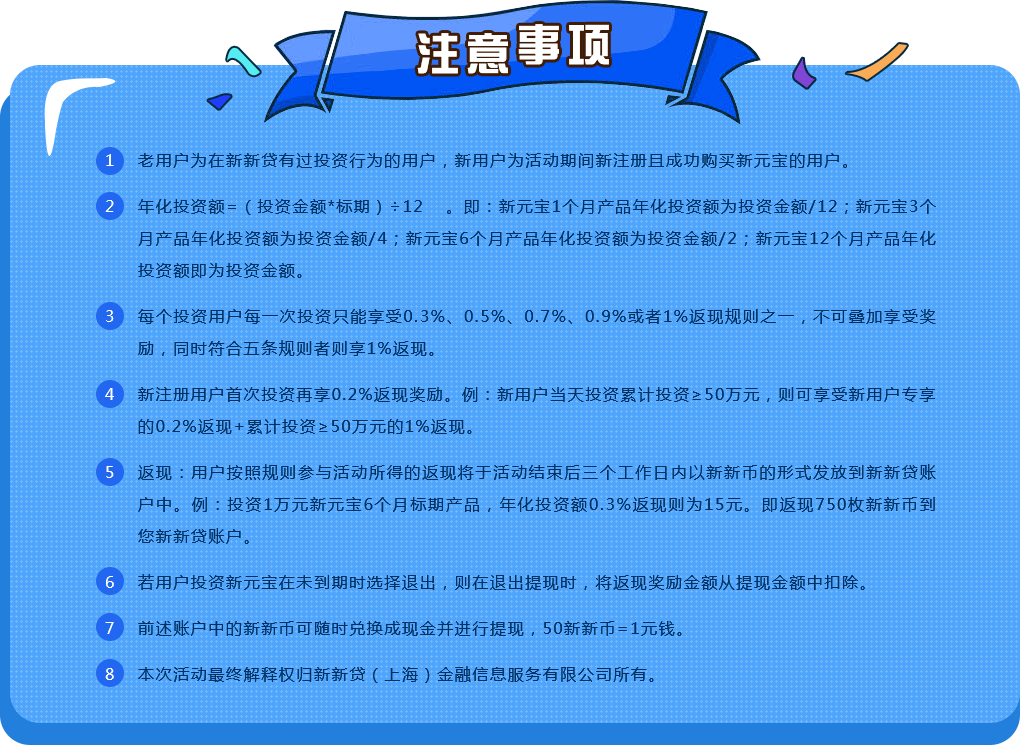 注意事项
1 老用户为在新新贷有过投资行为的用户，新用户为活动期间新注册且成功购买新元宝的用户。
2 年化投资额=（投资金额*标期）÷12 。即：新元宝1个月产品年化投资额为投资金额/12；新元宝3个
月产品年化投资额为投资金额/4；新元宝6个月产品年化投资额为投资金额/2；新元宝12个月产品年化
投资额即为投资金额。
3 每个投资用户每一次投资只能享受0.3%、0.5%、0.7%、0.9%或者1%返现规则之一，不可叠加享受奖
励，同时符合五条规则者则享1%返现。
4 新注册用户首次投资再享0.2%返现奖励。例：新用户当天投资累计投资≥50万元，则可享受新用户专享
的0.2%返现+累计投资≥50万元的1%返现。
5 返现：用户按照规则参与活动所得的返现将于活动结束后三个工作日内以新新币的形式发放到新新贷账
户中。例：投资1万元新元宝6个月标期产品，年化投资额0.3%返现则为15元。即返现750枚新新币到
您新新贷账户。
6 若用户投资新元宝在未到期时选择退出，则在退出提现时，将返现奖励金额从提现金额中扣除。
7 前述账户中的新新币可随时兑换成现金并进行提现，50新新币=1元钱。
8 本次活动最终解释权归新新贷（上海）金融信息服务有限公司所有。